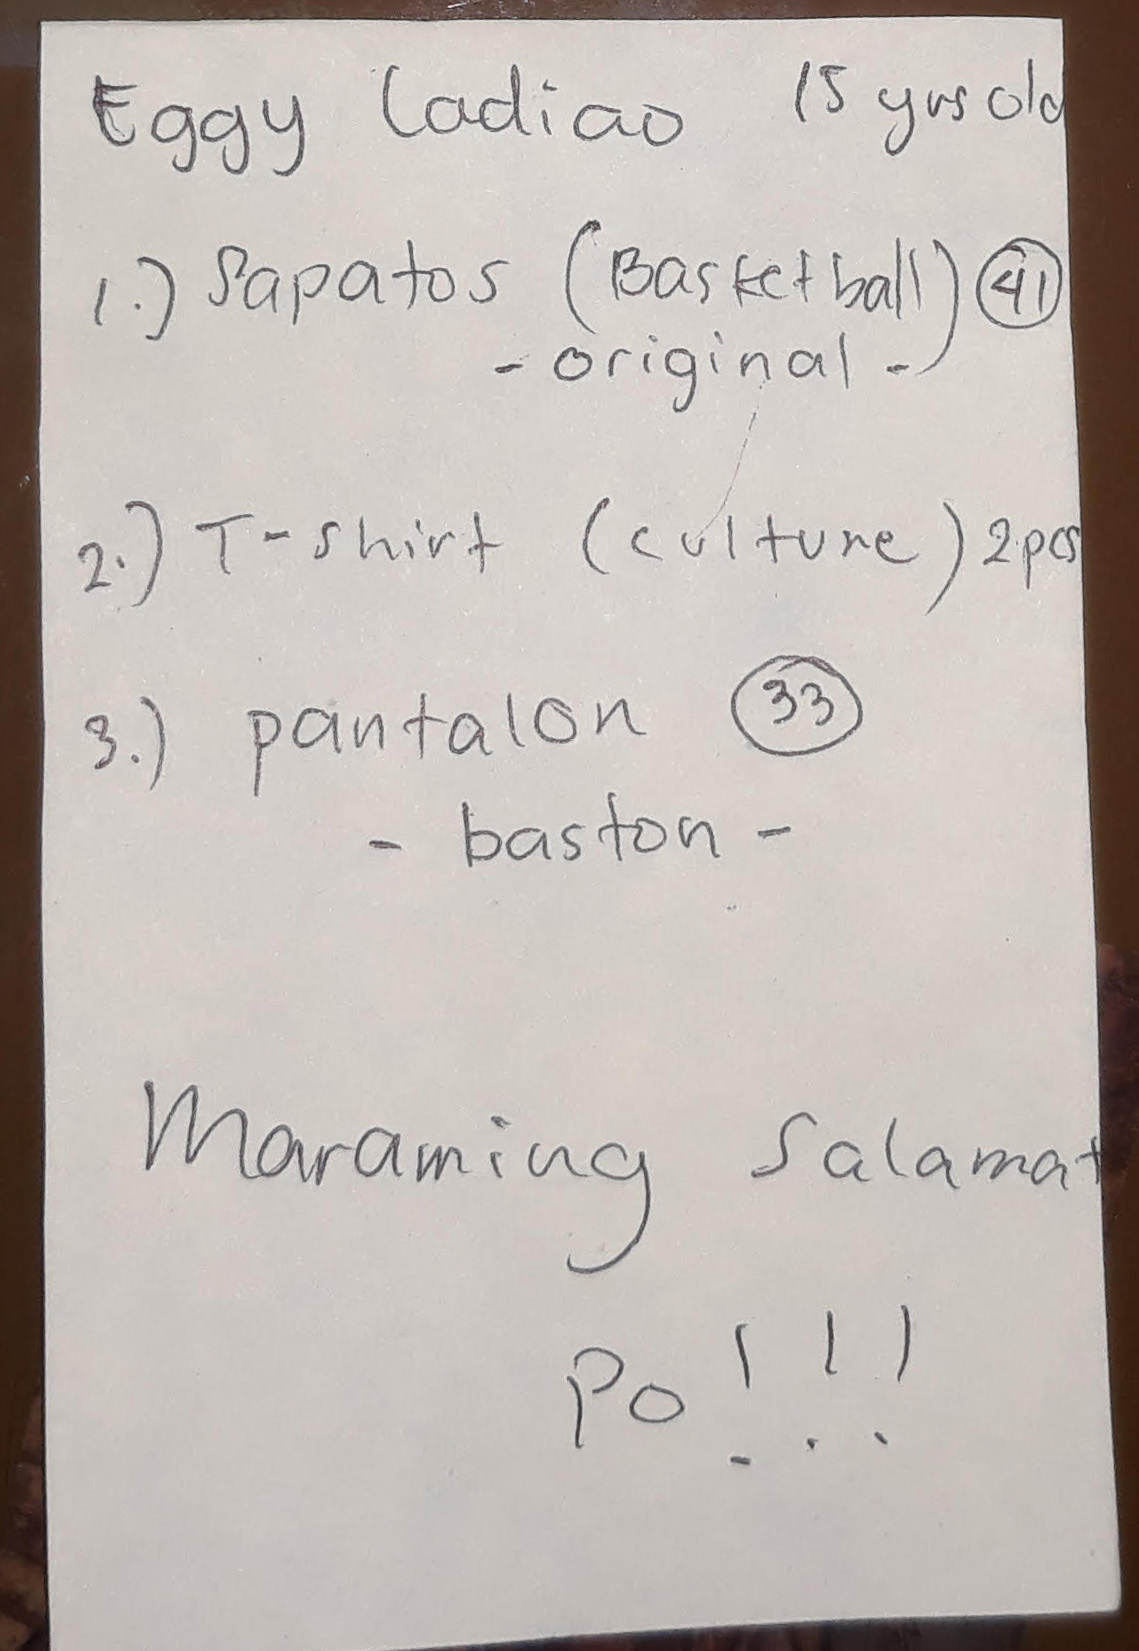 Eggy Cadiao 15 yrs old
1.) Sapatos (Basketball) 41
- original -
2.) T-shirt (culture) 2pcs
3.) pantalon 33
- baston -
Maraming Salamat
Po!!!